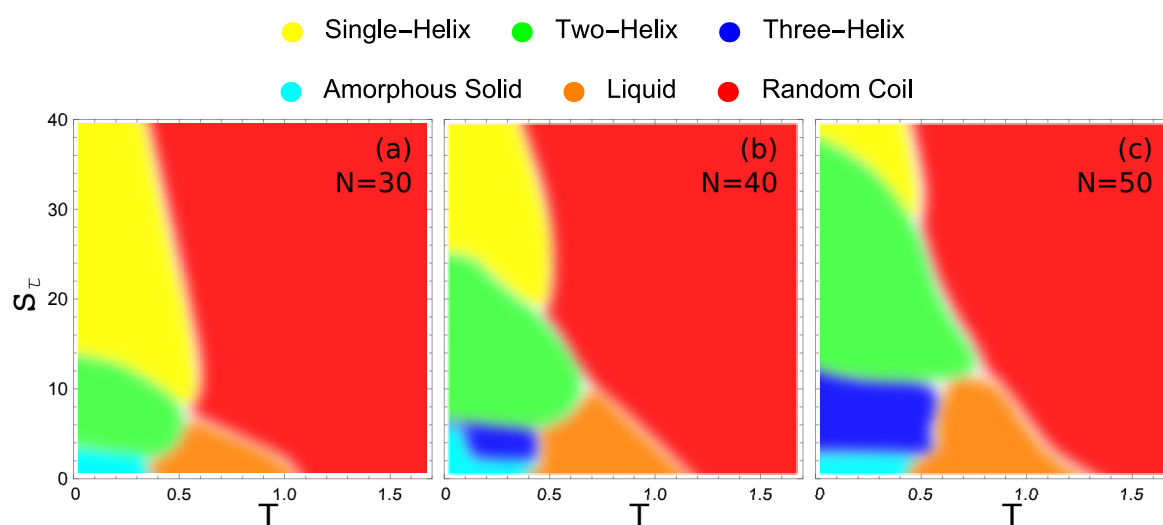 Single-Helix Two-Helix Three-Helix
Amorphous Solid Liquid Random Coil
40
30
20
10
0
S_τ
(a)
N=30
(b)
N=40
(c)
N=50
0 0.5 1.0 1.5 0 0.5 1.0 1.5 0 0.5 1.0 1.5
T T T